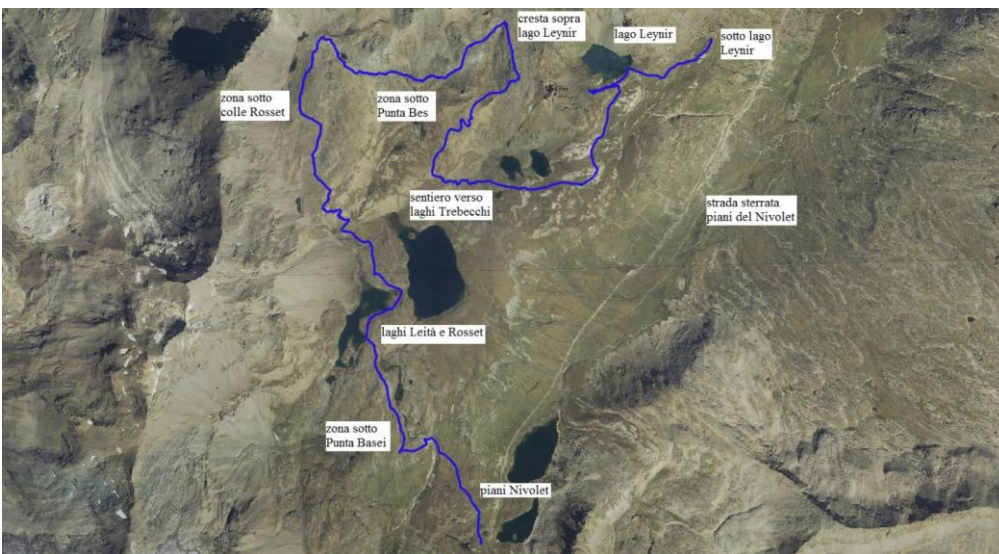 cresta sopra
lago Leynir
lago Leynir
sotto lago
Leynir
zona sotto
colle Rosset
zona sotto
Punta Bes
sentiero verso
laghi Trebecchi
strada sterrata
piani del Nivolet
laghi Leità e Rosset
zona sotto
Punta Basei
piani Nivolet